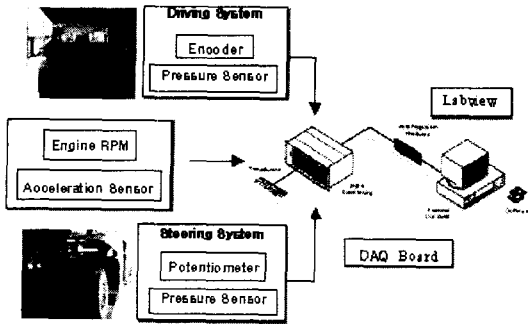 Driving System
Encoder
Pressure Sensor
Labview
Engine RPM
Acceleration Sensor
Steering System
Potentiometer
Pressure Sensor
DAQ Board